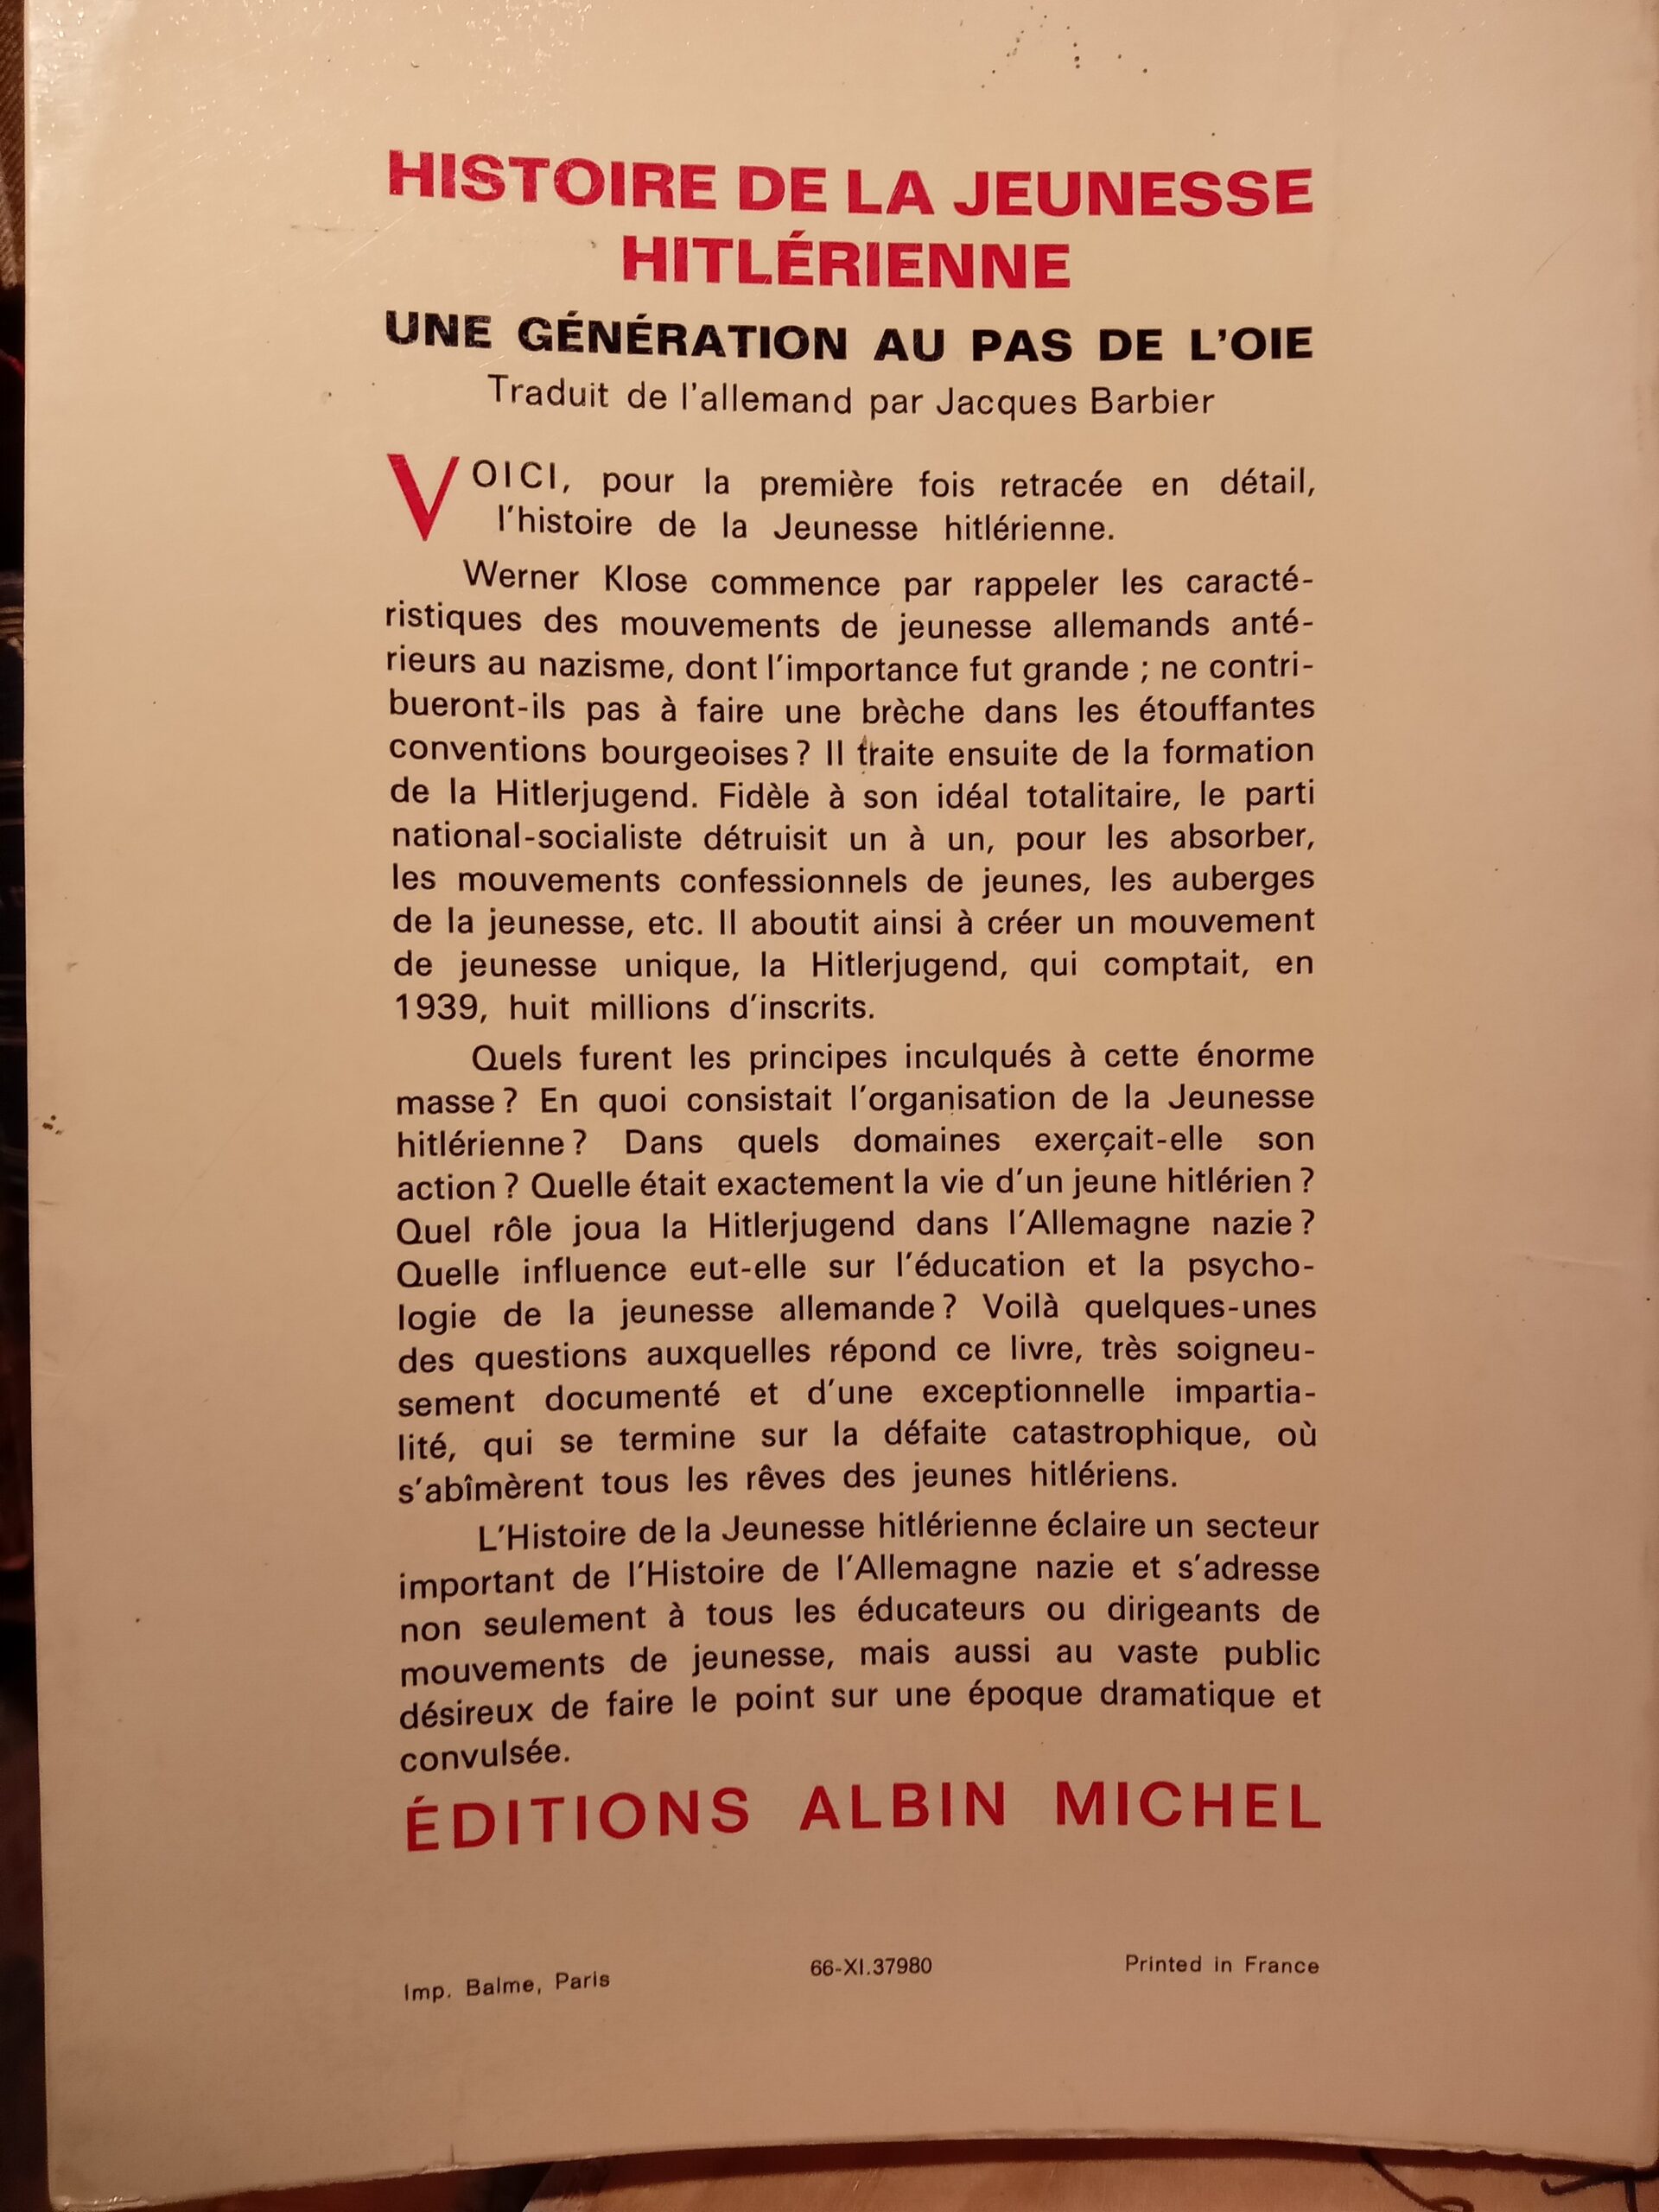 HISTOIRE DE LA JEUNESSE
HITLÉRIENNE
UNE GÉNÉRATION AU PAS DE L'OIE
Traduit de l'allemand par Jacques Barbier
VOICI, pour la première fois retracée en détail,
l'histoire de la Jeunesse hitlérienne.
Werner Klose commence par rappeler les caracté-
ristiques des mouvements de jeunesse allemands anté-
rieurs au nazisme, dont l'importance fut grande ; ne contri-
bueront-ils pas à faire une brèche dans les étouffantes
conventions bourgeoises ? Il traite ensuite de la formation
de la Hitlerjugend. Fidèle à son idéal totalitaire, le parti
national-socialiste détruisit un à un, pour les absorber,
les mouvements confessionnels de jeunes, les auberges
de la jeunesse, etc. Il aboutit ainsi à créer un mouvement
de jeunesse unique, la Hitlerjugend, qui comptait, en
1939, huit millions d'inscrits.
Quels furent les principes inculqués à cette énorme
masse ? En quoi consistait l'organisation de la Jeunesse
hitlérienne ? Dans quels domaines exerçait-elle son
action ? Quelle était exactement la vie d'un jeune hitlérien ?
Quel rôle joua la Hitlerjugend dans l'Allemagne nazie ?
Quelle influence eut-elle sur l'éducation et la psycho-
logie de la jeunesse allemande ? Voilà quelques-unes
des questions auxquelles répond ce livre, très soigneu-
sement documenté et d'une exceptionnelle impartia-
lité, qui se termine sur la défaite catastrophique, où
s'abîmèrent tous les rêves des jeunes hitlériens.
L'Histoire de la Jeunesse hitlérienne éclaire un secteur
important de l'Histoire de l'Allemagne nazie et s'adresse
non seulement à tous les éducateurs ou dirigeants de
mouvements de jeunesse, mais aussi au vaste public
désireux de faire le point sur une époque dramatique et
convulsée.
ÉDITIONS ALBIN MICHEL
Imp. Balme, Paris 66-XI.37980 Printed in France